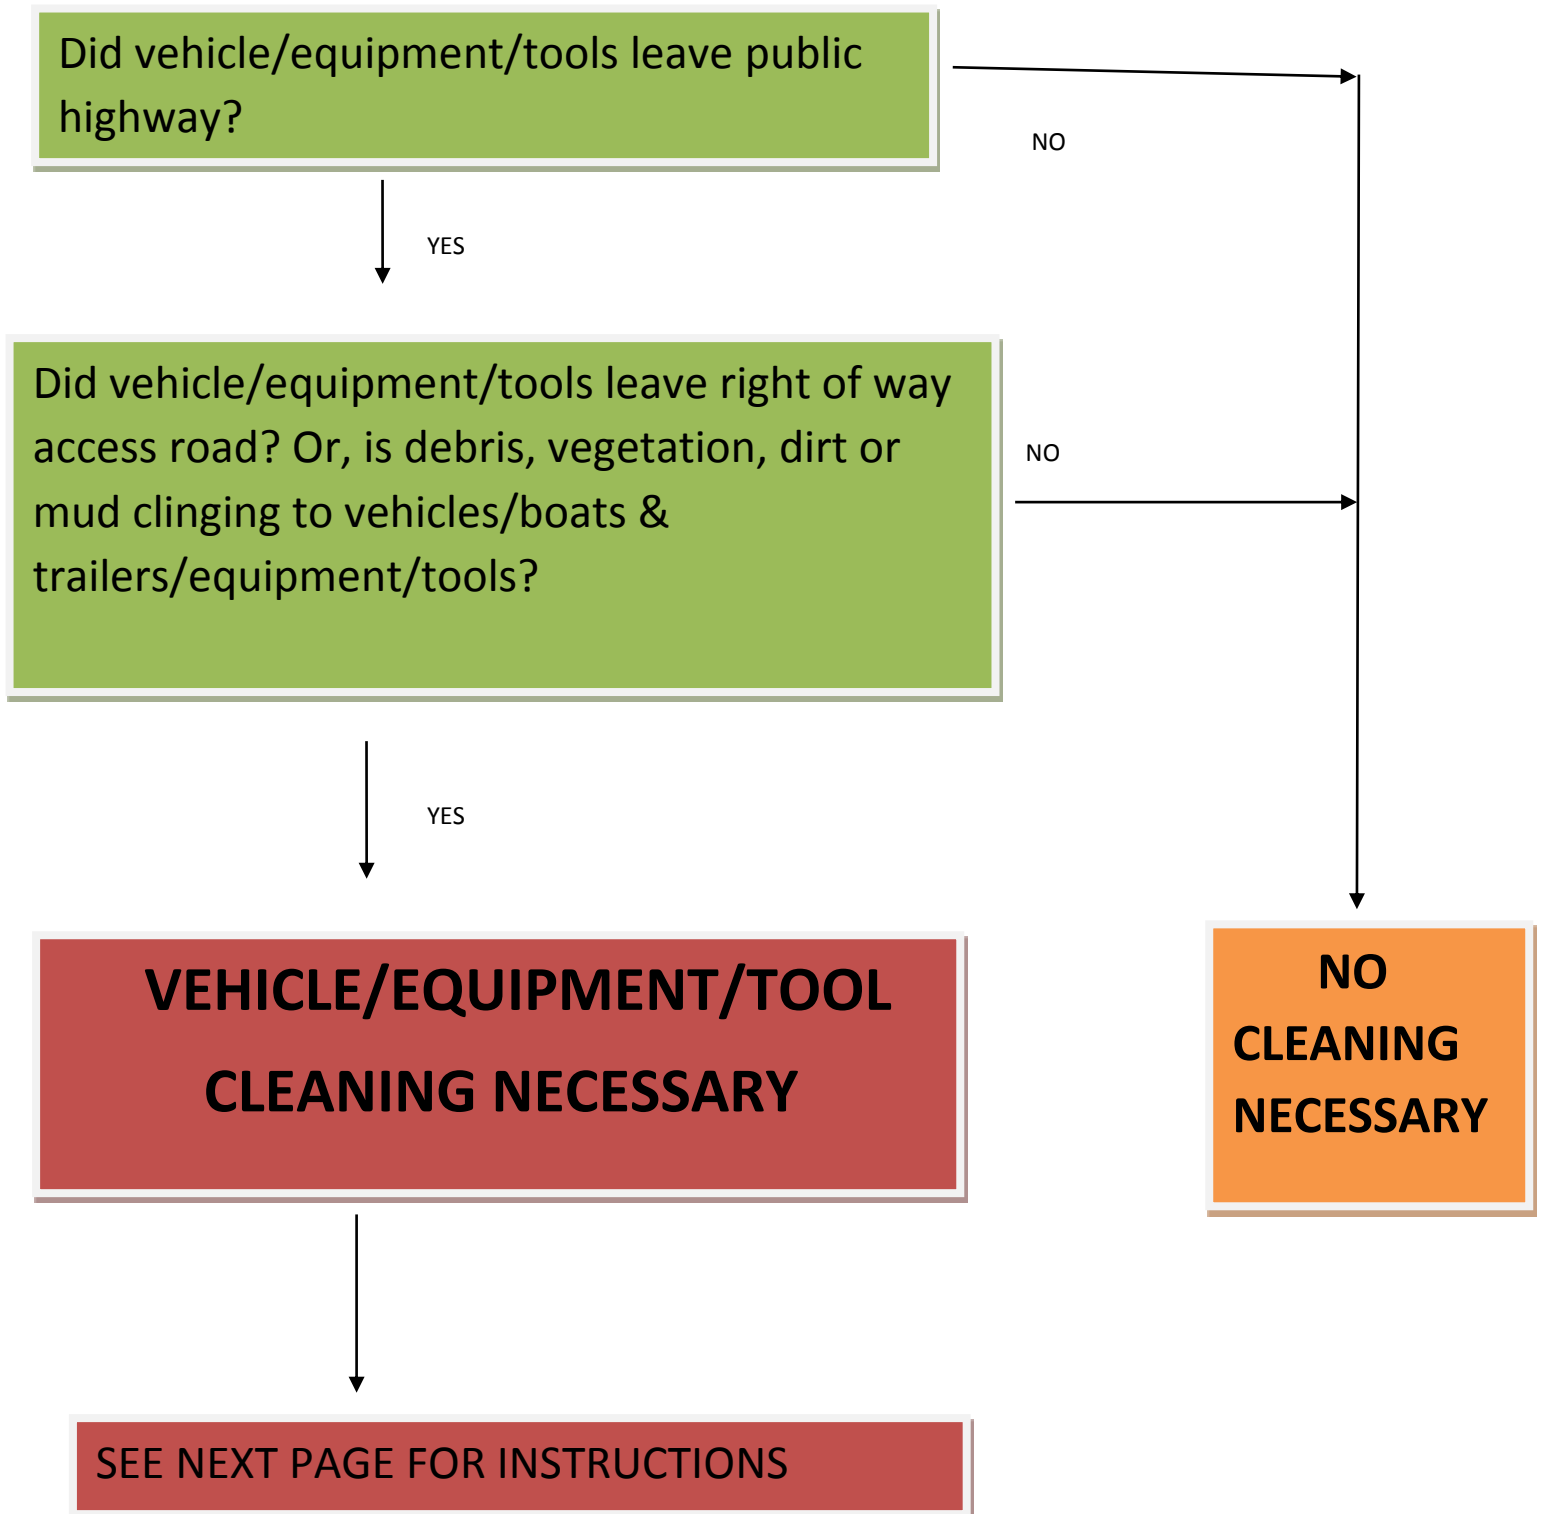 Did vehicle/equipment/tools leave public
highway?
NO
YES
Did vehicle/equipment/tools leave right of way
access road? Or, is debris, vegetation, dirt or
mud clinging to vehicles/boats &
trailers/equipment/tools?
NO
YES
VEHICLE/EQUIPMENT/TOOL
CLEANING NECESSARY
NO
CLEANING
NECESSARY
SEE NEXT PAGE FOR INSTRUCTIONS